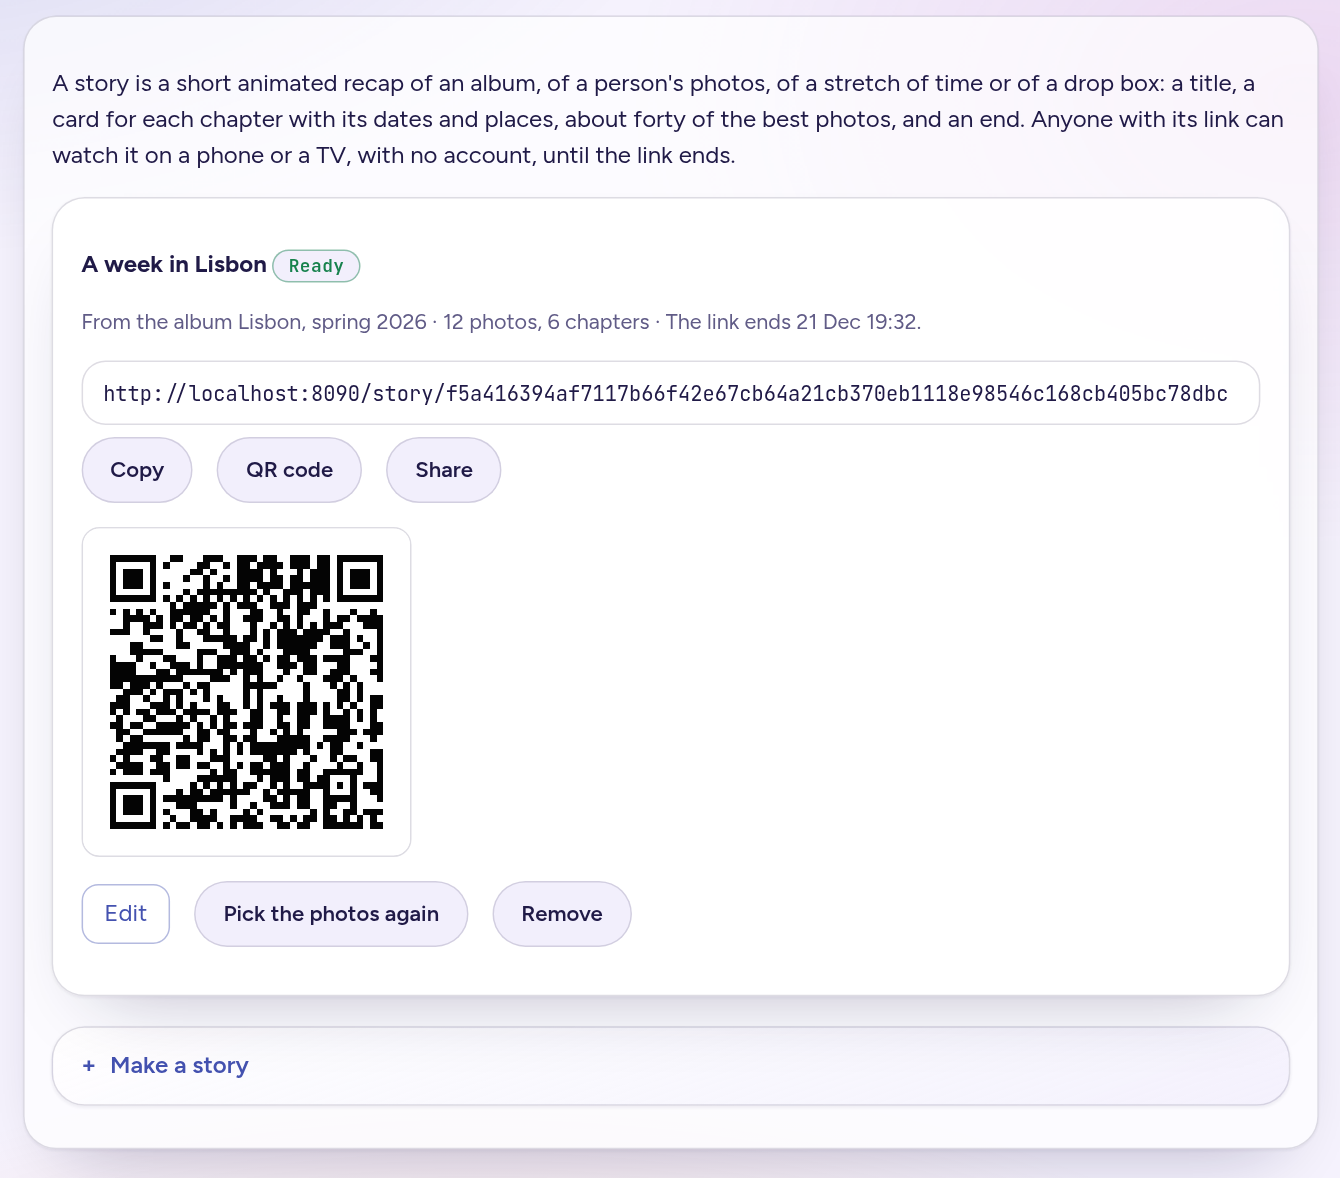 A story is a short animated recap of an album, of a person's photos, of a stretch of time or of a drop box: a title, a
card for each chapter with its dates and places, about forty of the best photos, and an end. Anyone with its link can
watch it on a phone or a TV, with no account, until the link ends.
A week in Lisbon Ready
From the album Lisbon, spring 2026 · 12 photos, 6 chapters · The link ends 21 Dec 19:32.
http://localhost:8090/story/f5a416394af7117b66f42e67cb64a21cb370eb1118e98546c168cb405bc78dbc
Copy QR code Share
Edit Pick the photos again Remove
+ Make a story